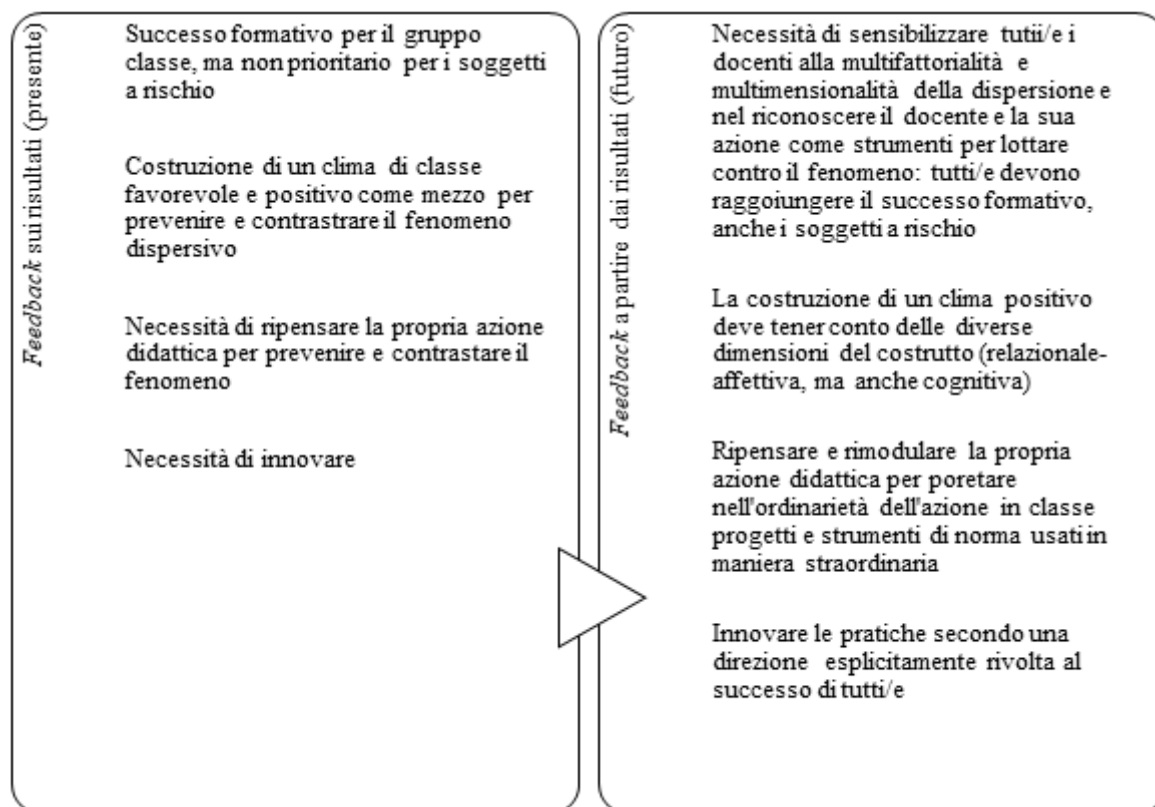 Feedback sui risultati (presente)
Successo formativo per il gruppo
classe, ma non prioritario per i soggetti
a rischio
Costruzione di un clima di classe
favorevole e positivo come mezzo per
prevenire e contrastrare il fenomeno
dispersivo
Necessità di ripensare la propria azione
didattica per prevenire e contrastare il
fenomeno
Necessità di innovare
Feedback a partire dai risultati (futuro)
Necessità di sensibilizzare tutii/e i
docenti alla multifattorialità e
multimensionalità della dispersione e
nel riconoscere il docente e la sua
azione come strumenti per lottare
contro il fenomeno: tutti/e devono
raggoiungere il successo formativo,
anche i soggetti a rischio
La costruzione di un clima positivo
deve tener conto delle diverse
dimensioni del costrutto (relazionale-
affettiva, ma anche cognitiva)
Ripensare e rimodulare la propria
azione didattica per poretare
nell'ordinarietà dell'azione in classe
progetti e strumenti di norma usati in
maniera straordinaria
Innovare le pratiche secondo una
direzione esplicitamente rivolta al
successo di tutti/e